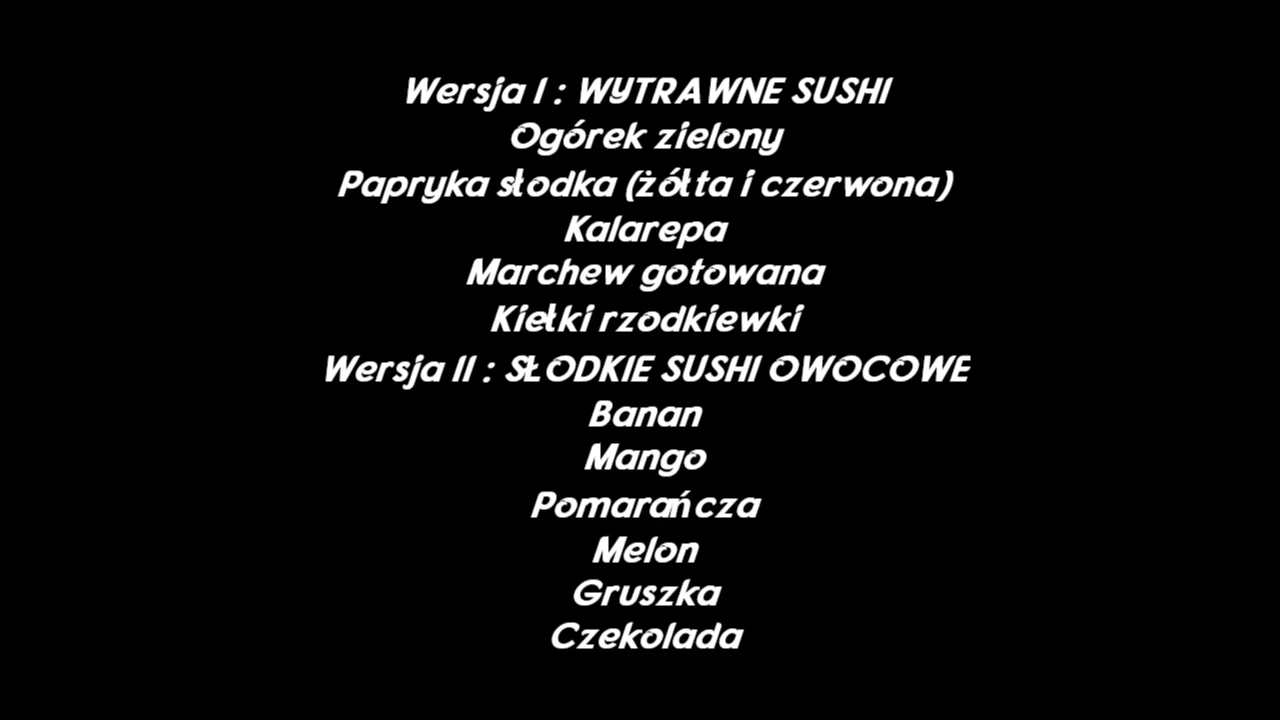 Wersja I : WYTRAWNE SUSHI
Ogórek zielony
Papryka słodka (żółta i czerwona)
Kalarepa
Marchew gotowana
Kiełki rzodkiewki
Wersja II : SŁODKIE SUSHI OWOCOWE
Banan
Mango
Pomarańcza
Melon
Gruszka
Czekolada